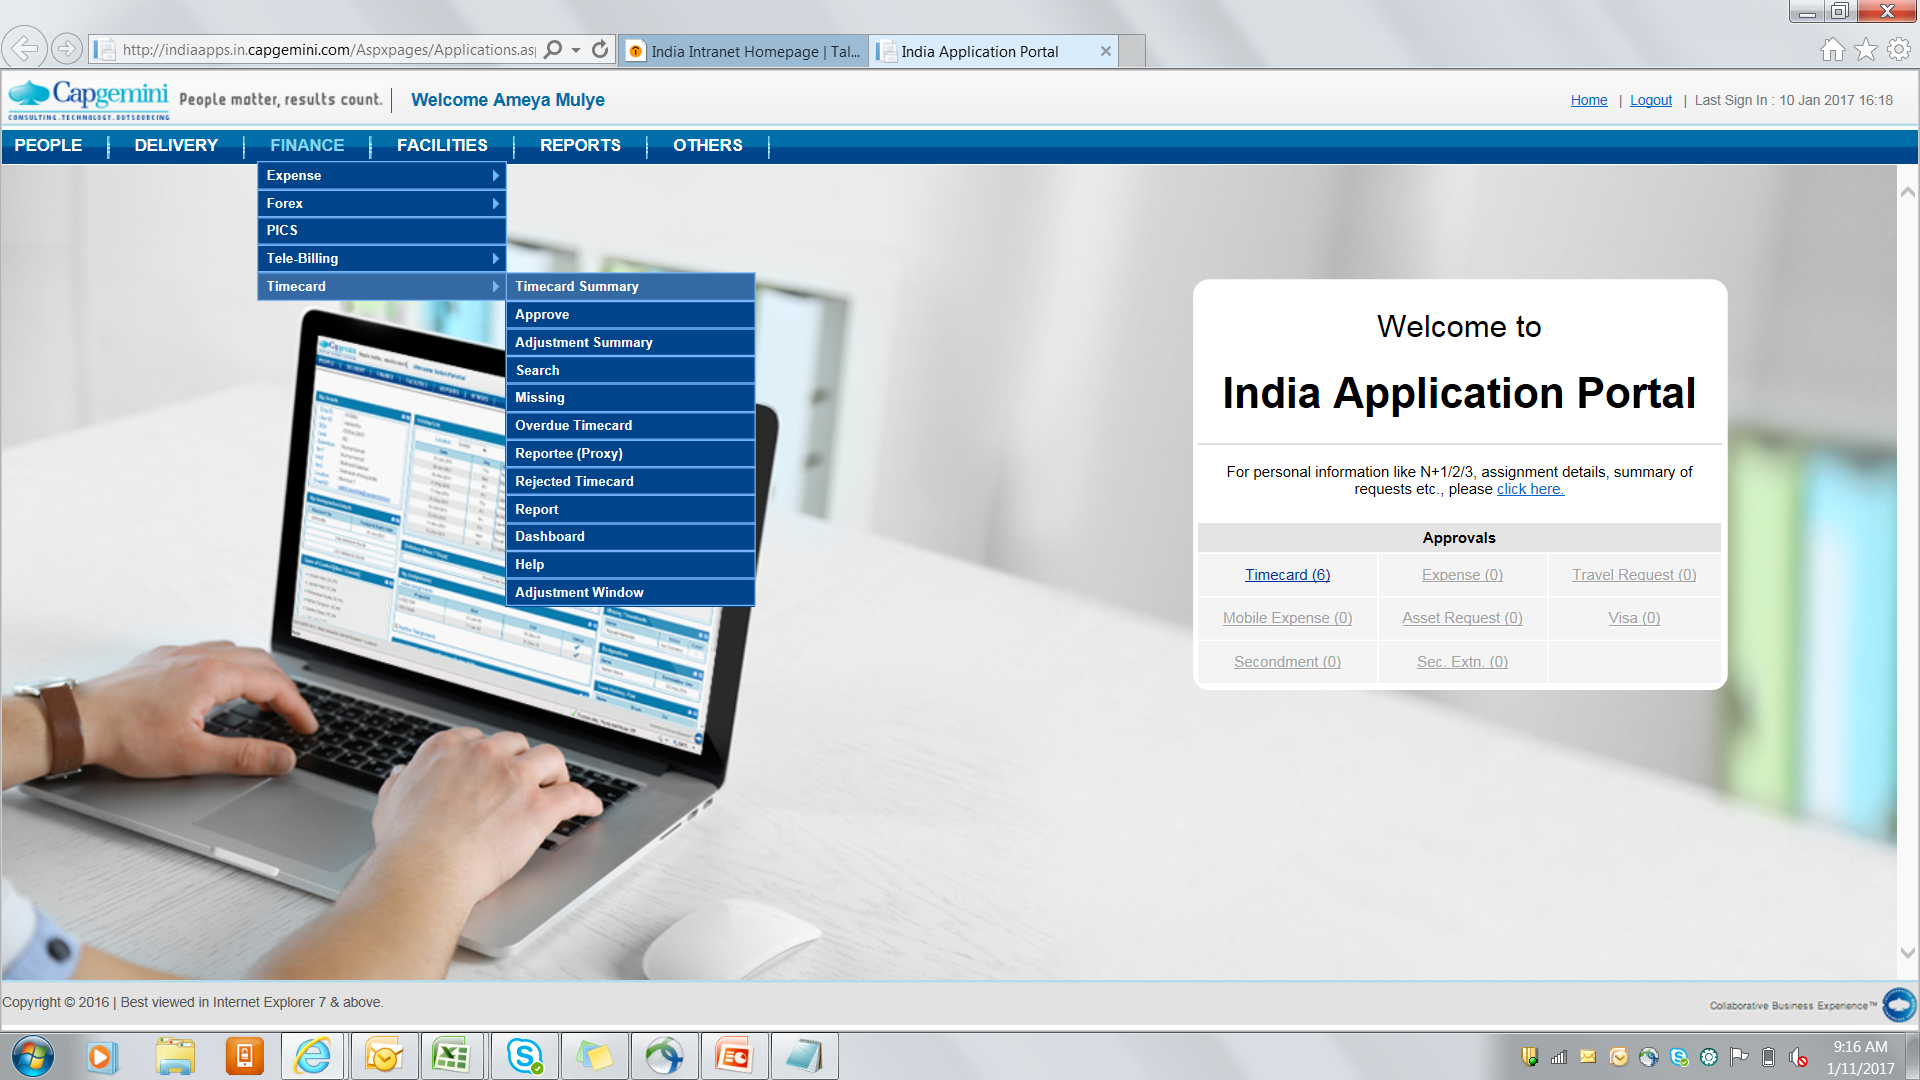 http://indiaapps.in.capgemini.com/Aspxpages/Applications.asp
India Intranet Homepage | Tal...
India Application Portal
Capgemini
CONSULTING.TECHNOLOGY.OUTSOURCING
People matter, results count.
Welcome Ameya Mulye
Home | Logout | Last Sign In : 10 Jan 2017 16:18
PEOPLE DELIVERY FINANCE FACILITIES REPORTS OTHERS
Expense
Forex
PICS
Tele-Billing
Timecard
Timecard Summary
Approve
Adjustment Summary
Search
Missing
Overdue Timecard
Reportee (Proxy)
Rejected Timecard
Report
Dashboard
Help
Adjustment Window
Welcome to
India Application Portal
For personal information like N+1/2/3, assignment details, summary of
requests etc., please click here.
Approvals
Timecard (6) Expense (0) Travel Request (0)
Mobile Expense (0) Asset Request (0) Visa (0)
Secondment (0) Sec. Extn. (0)
Copyright © 2016 | Best viewed in Internet Explorer 7 & above.
Collaborative Business Experience™
9:16 AM
1/11/2017